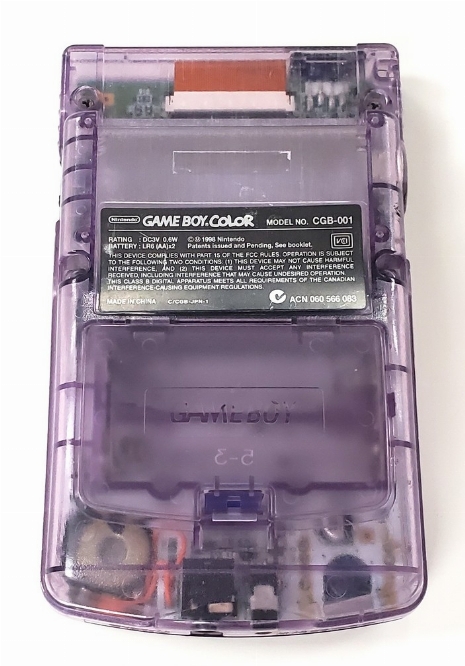 Nintendo GAME BOY COLOR MODEL NO. CGB-001
RATING : DC3V 0.6W © Ⓜ 1998 Nintendo
BATTERY : LR6 (AA)x2 Patents issued and Pending, See booklet.
VCI
THIS DEVICE COMPLIES WITH PART 15 OF THE FCC RULES. OPERATION IS SUBJECT
TO THE FOLLOWING TWO CONDITIONS: (1) THIS DEVICE MAY NOT CAUSE HARMFUL
INTERFERENCE, AND (2) THIS DEVICE MUST ACCEPT ANY INTERFERENCE
RECEIVED, INCLUDING INTERFERENCE THAT MAY CAUSE UNDESIRED OPERATION.
THIS CLASS B DIGITAL APPARATUS MEETS ALL REQUIREMENTS OF THE CANADIAN
INTERFERENCE-CAUSING EQUIPMENT REGULATIONS.
MADE IN CHINA C/CGB-JPN-1 ACN 060 566 083
GAME BOY
5-3